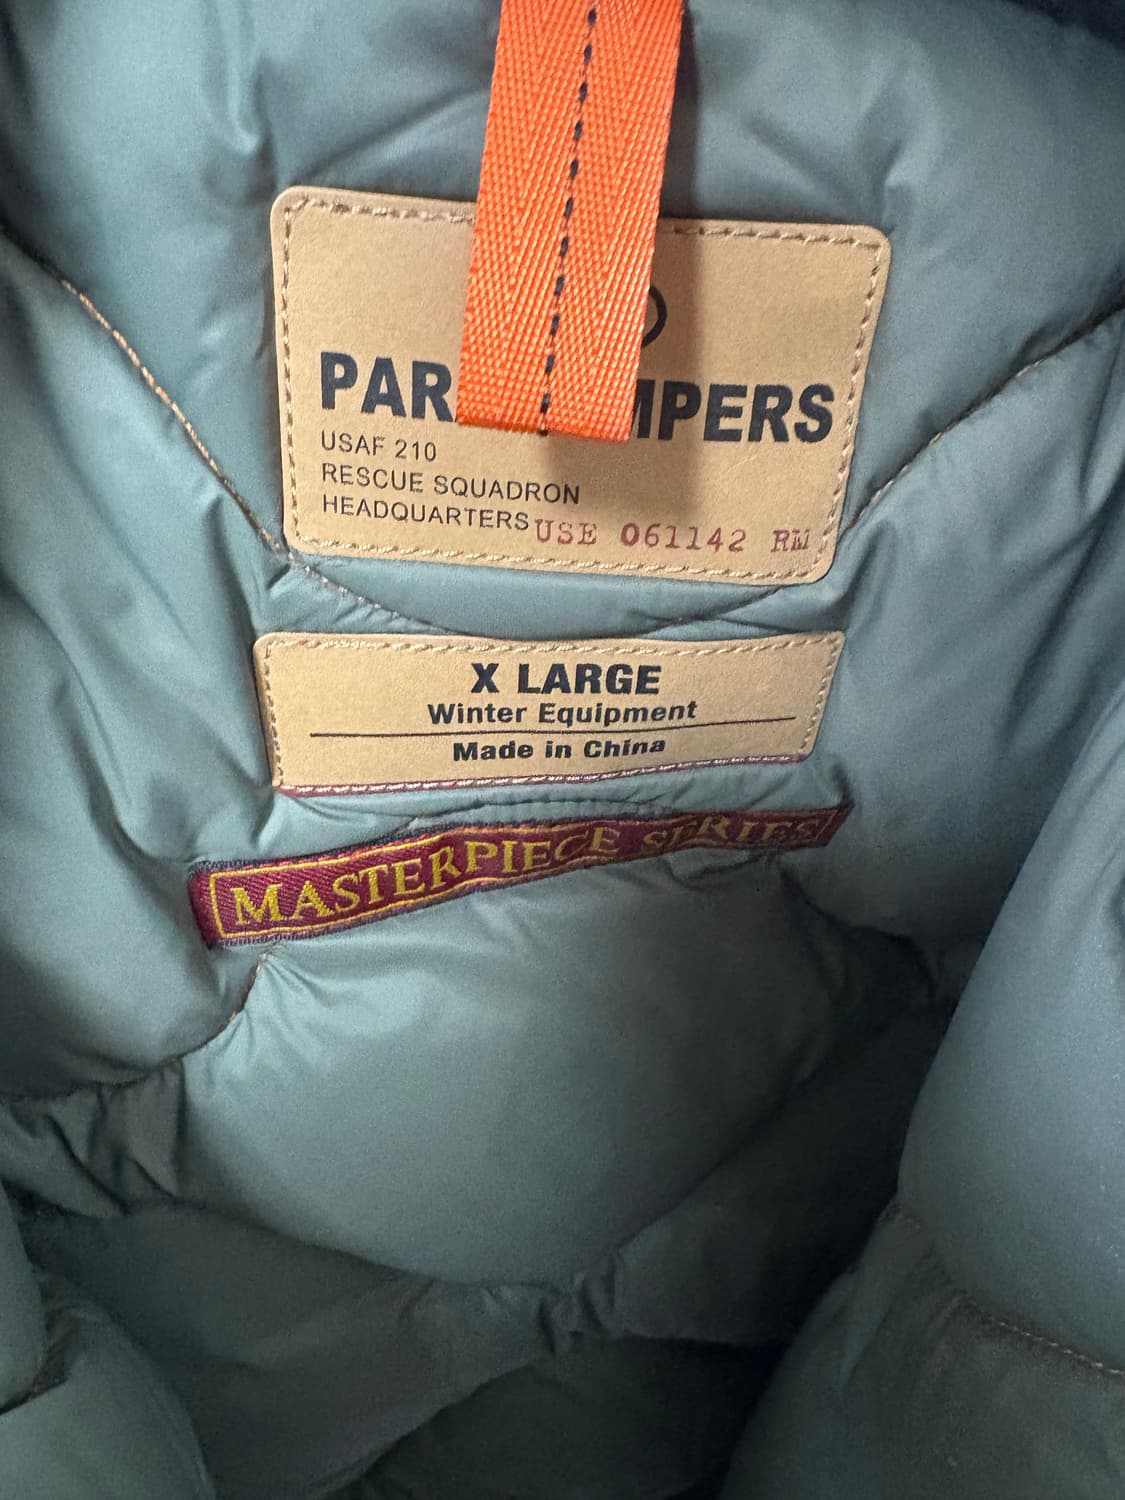 PAR MPERS
USAF 210
RESCUE SQUADRON
HEADQUARTERS USE 061142 RM
X LARGE
Winter Equipment
Made in China
MASTERPIECE SERIES